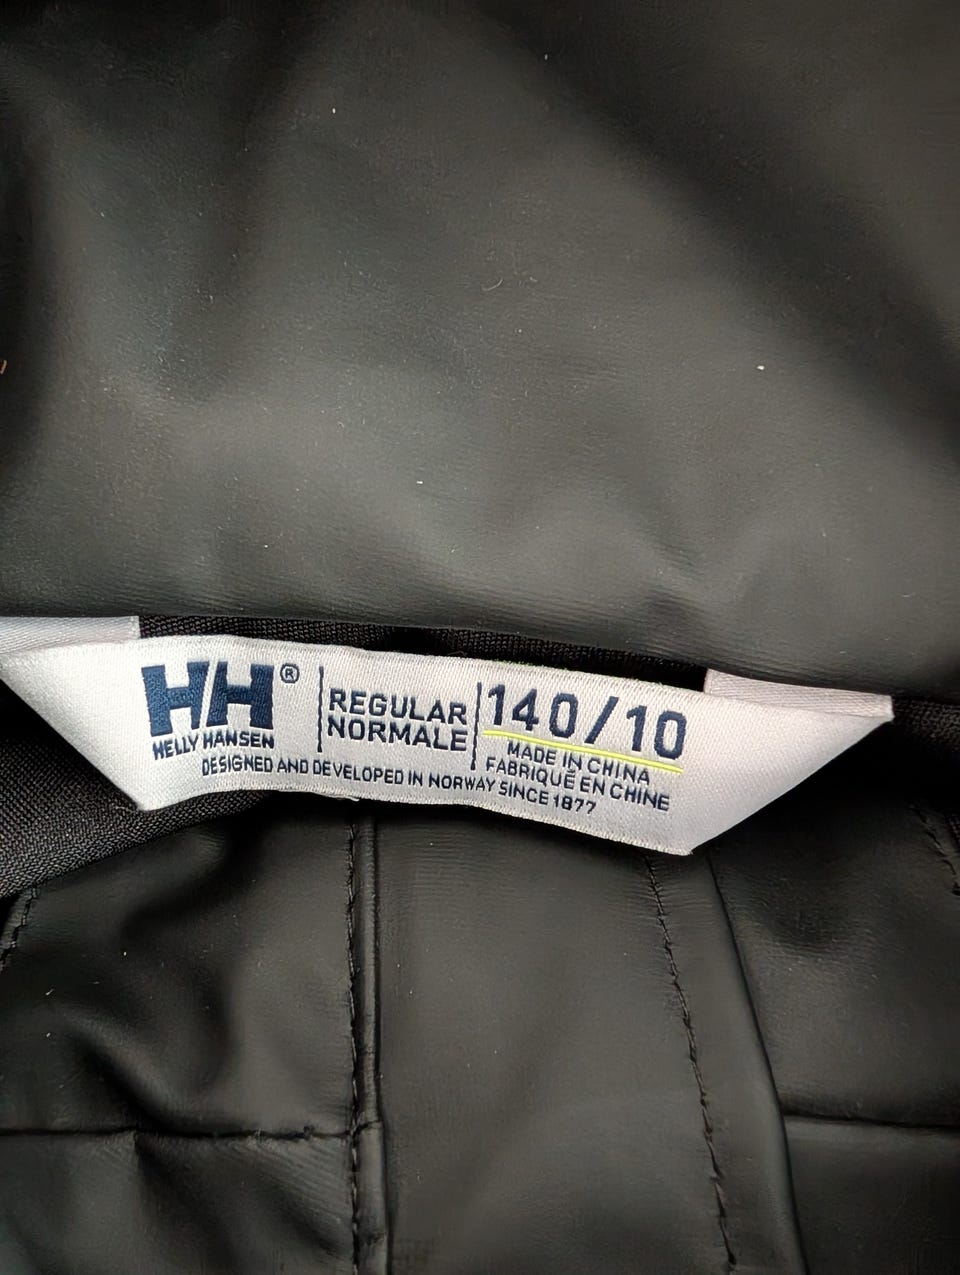 HH®
HELLY HANSEN
REGULAR
NORMALE
140/10
MADE IN CHINA
FABRIQUÉ EN CHINE
DESIGNED AND DEVELOPED IN NORWAY SINCE 1877